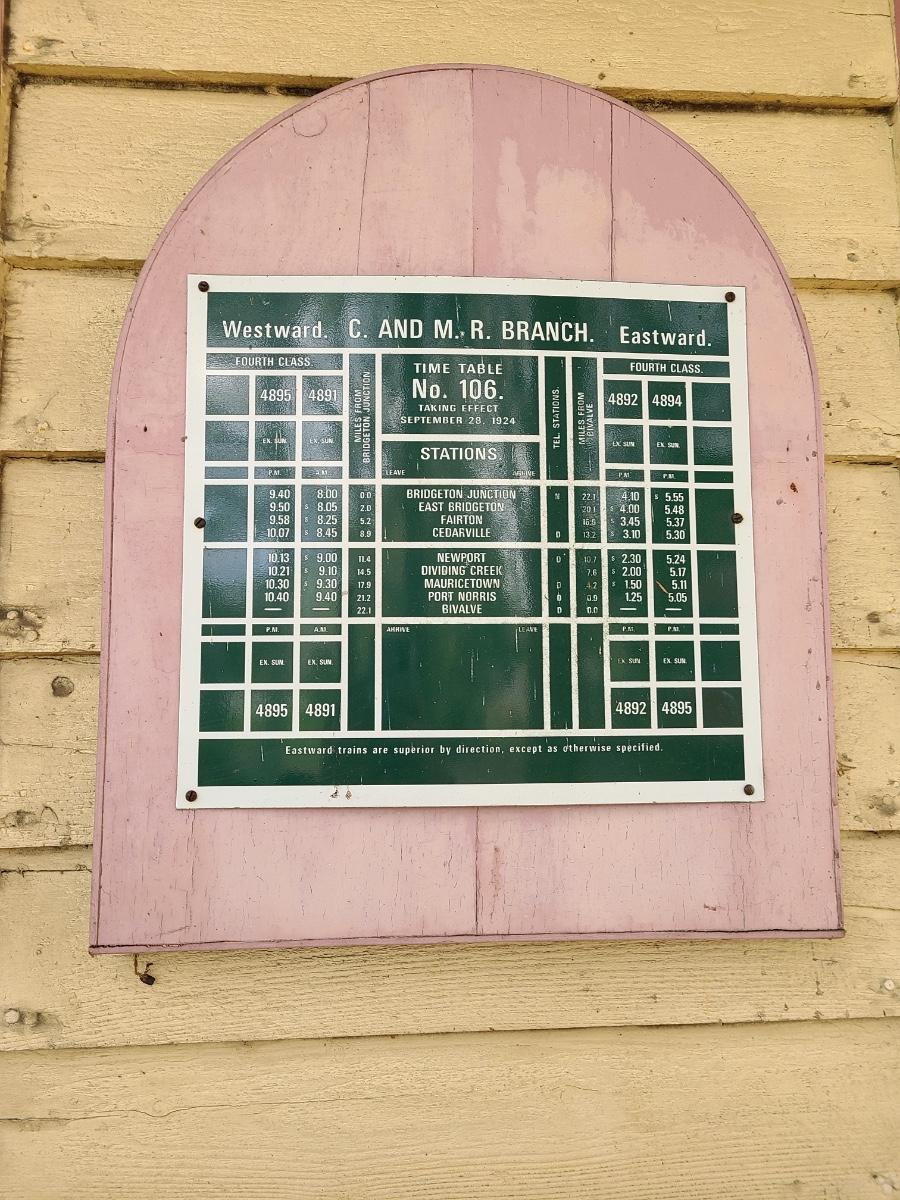 Westward. C. AND M. R. BRANCH. Eastward.
FOURTH CLASS. MILES FROM BRIDGETON JUNCTION. TIME TABLE TEL. STATIONS. MILES FROM BIVALVE FOURTH CLASS.
4895 4891 No. 106. 4892 4894
TAKING EFFECT
SEPTEMBER 28, 1924
EX. SUN. EX. SUN. STATIONS EX. SUN. EX. SUN.
P.M. A.M. LEAVE ARRIVE P.M. P.M.
9.40 8.00 0.0 BRIDGETON JUNCTION N 22.1 4.10 s 5.55
9.50 s 8.05 2.0 EAST BRIDGETON 20.1 s 4.00 5.48
9.58 s 8.25 5.2 FAIRTON 16.9 s 3.45 5.37
10.07 s 8.45 8.9 CEDARVILLE D 13.2 s 3.10 5.30
10.13 s 9.00 11.4 NEWPORT D 10.7 s 2.30 5.24
10.21 s 9.10 14.5 DIVIDING CREEK 7.6 s 2.00 5.17
10.30 s 9.30 17.9 MAURICETOWN D 4.2 s 1.50 5.11
10.40 9.40 21.2 PORT NORRIS D 0.9 1.25 5.05
— — 22.1 BIVALVE D 0.0
P.M. A.M. ARRIVE LEAVE P.M. P.M.
EX. SUN. EX. SUN. EX. SUN. EX. SUN.
4895 4891 4892 4895
Eastward trains are superior by direction, except as otherwise specified.